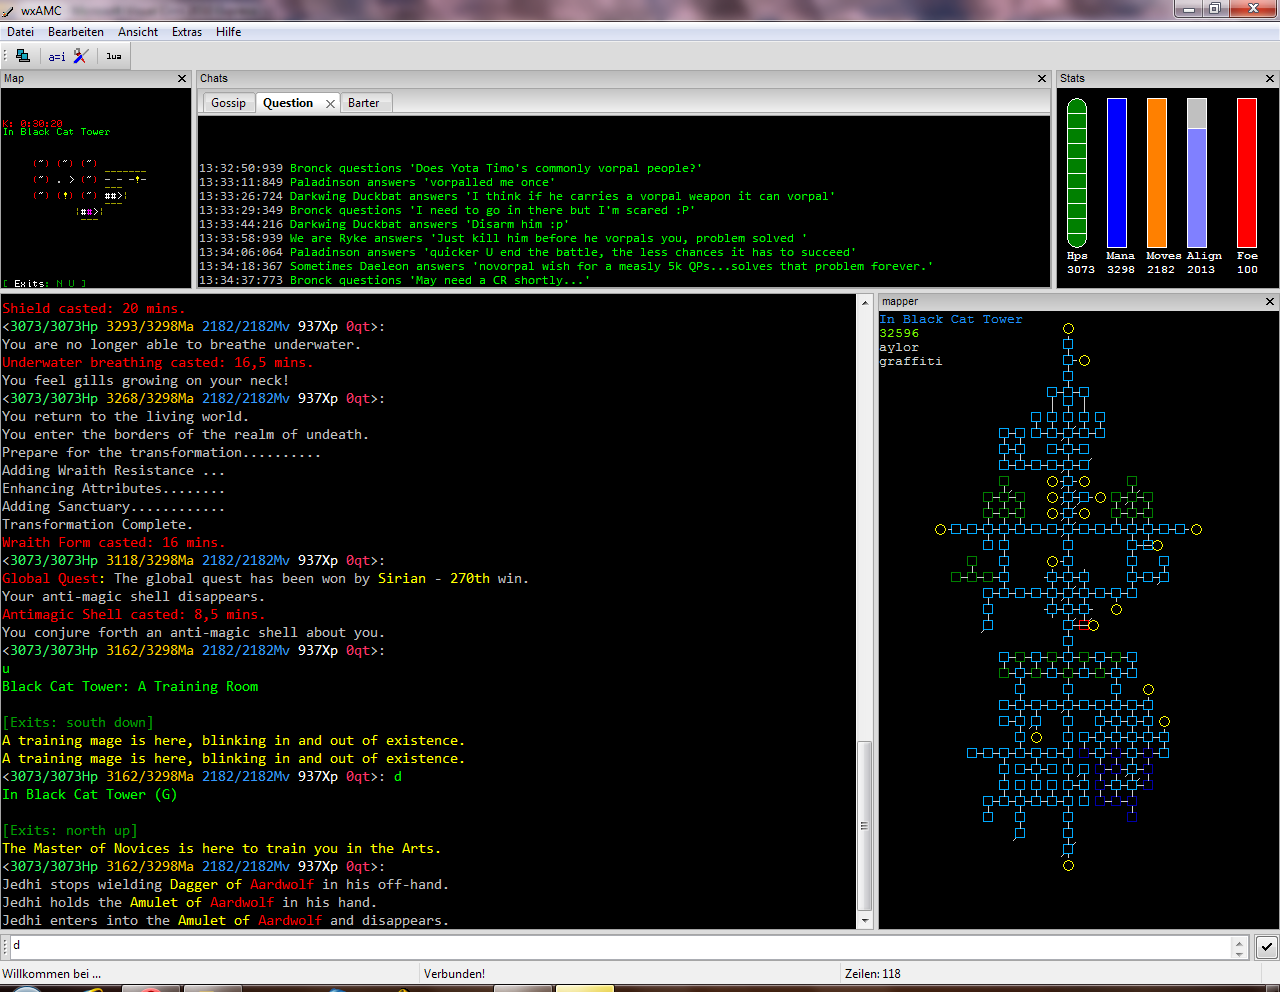 wxAMC
Datei Bearbeiten Ansicht Extras Hilfe
a=i lua
Map
K: 0:30:20
In Black Cat Tower
[ Exits: N U ]
Chats
Gossip Question Barter
13:32:50:939 Bronck questions 'Does Yota Timo's commonly vorpal people?'
13:33:11:849 Paladinson answers 'vorpalled me once'
13:33:26:724 Darkwing Duckbat answers 'I think if he carries a vorpal weapon it can vorpal'
13:33:29:349 Bronck questions 'I need to go in there but I'm scared :P'
13:33:44:216 Darkwing Duckbat answers 'Disarm him :p'
13:33:58:939 We are Ryke answers 'Just kill him before he vorpals you, problem solved '
13:34:06:064 Paladinson answers 'quicker U end the battle, the less chances it has to succeed'
13:34:18:367 Sometimes Daeleon answers 'novorpal wish for a measly 5k QPs...solves that problem forever.'
13:34:37:773 Bronck questions 'May need a CR shortly...'
Stats
Hps Mana Moves Align Foe
3073 3298 2182 2013 100
Shield casted: 20 mins.
<3073/3073Hp 3293/3298Ma 2182/2182Mv 937Xp 0qt>:
You are no longer able to breathe underwater.
Underwater breathing casted: 16,5 mins.
You feel gills growing on your neck!
<3073/3073Hp 3268/3298Ma 2182/2182Mv 937Xp 0qt>:
You return to the living world.
You enter the borders of the realm of undeath.
Prepare for the transformation..........
Adding Wraith Resistance ...
Enhancing Attributes........
Adding Sanctuary............
Transformation Complete.
Wraith Form casted: 16 mins.
<3073/3073Hp 3118/3298Ma 2182/2182Mv 937Xp 0qt>:
Global Quest: The global quest has been won by Sirian - 270th win.
Your anti-magic shell disappears.
Antimagic Shell casted: 8,5 mins.
You conjure forth an anti-magic shell about you.
<3073/3073Hp 3162/3298Ma 2182/2182Mv 937Xp 0qt>:
u
Black Cat Tower: A Training Room
[Exits: south down]
A training mage is here, blinking in and out of existence.
A training mage is here, blinking in and out of existence.
<3073/3073Hp 3162/3298Ma 2182/2182Mv 937Xp 0qt>: d
In Black Cat Tower (G)
[Exits: north up]
The Master of Novices is here to train you in the Arts.
<3073/3073Hp 3162/3298Ma 2182/2182Mv 937Xp 0qt>:
Jedhi stops wielding Dagger of Aardwolf in his off-hand.
Jedhi holds the Amulet of Aardwolf in his hand.
Jedhi enters into the Amulet of Aardwolf and disappears.
mapper
In Black Cat Tower
32596
aylor
graffiti
d
Willkommen bei ... Verbunden! Zeilen: 118